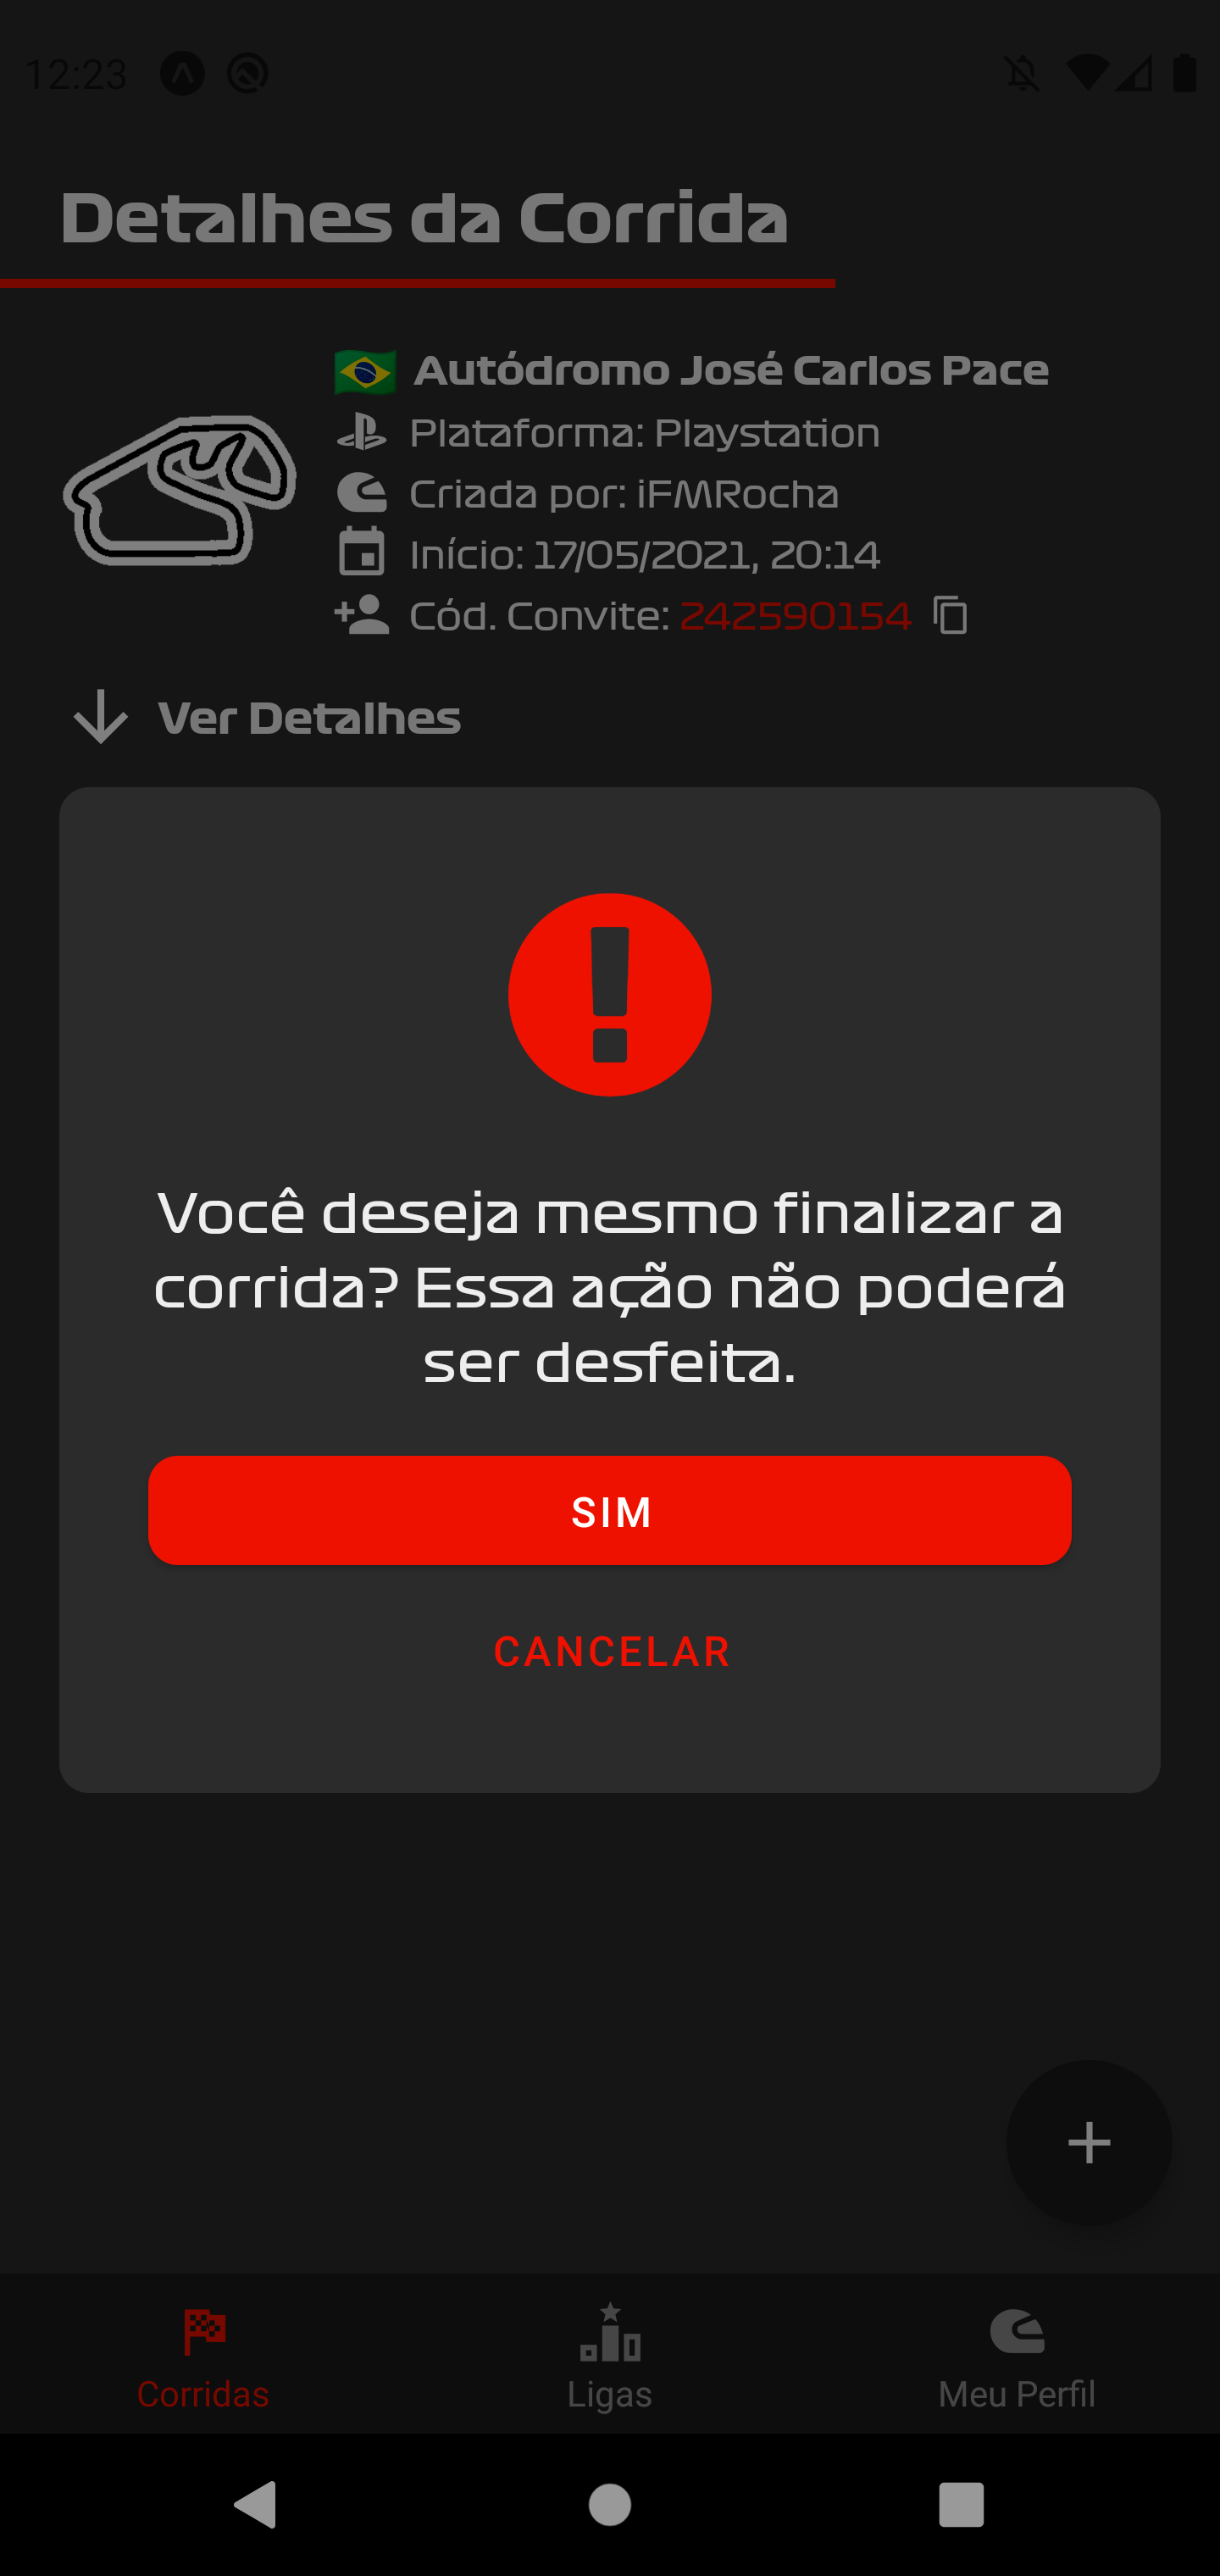 12:23
Detalhes da Corrida
Autódromo José Carlos Pace
Plataforma: Playstation
Criada por: iFMRocha
Início: 17/05/2021, 20:14
Cód. Convite: 242590154
Ver Detalhes
Você deseja mesmo finalizar a
corrida? Essa ação não poderá
ser desfeita.
SIM
CANCELAR
Corridas
Ligas
Meu Perfil